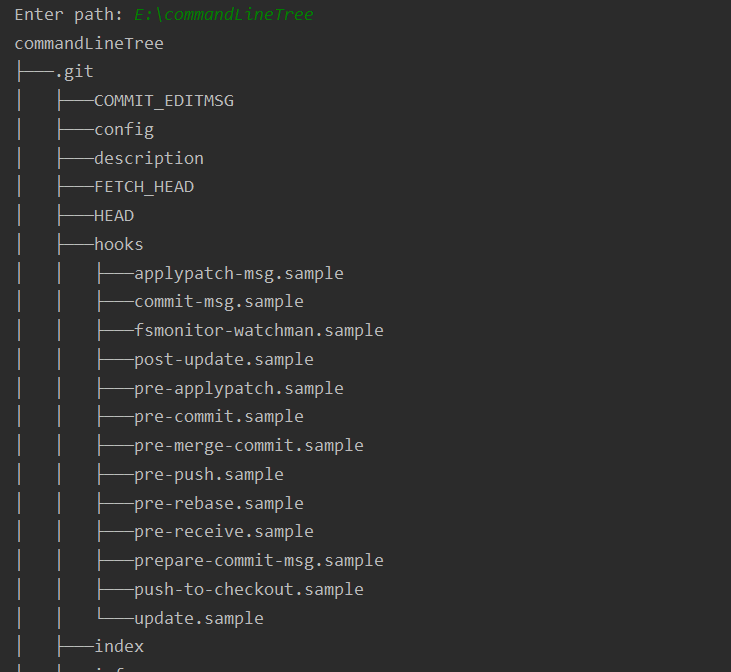 Enter path: E:\commandLineTree
commandLineTree
├───.git
│   ├───COMMIT_EDITMSG
│   ├───config
│   ├───description
│   ├───FETCH_HEAD
│   ├───HEAD
│   ├───hooks
│   │   ├───applypatch-msg.sample
│   │   ├───commit-msg.sample
│   │   ├───fsmonitor-watchman.sample
│   │   ├───post-update.sample
│   │   ├───pre-applypatch.sample
│   │   ├───pre-commit.sample
│   │   ├───pre-merge-commit.sample
│   │   ├───pre-push.sample
│   │   ├───pre-rebase.sample
│   │   ├───pre-receive.sample
│   │   ├───prepare-commit-msg.sample
│   │   ├───push-to-checkout.sample
│   │   └───update.sample
│   ├───index